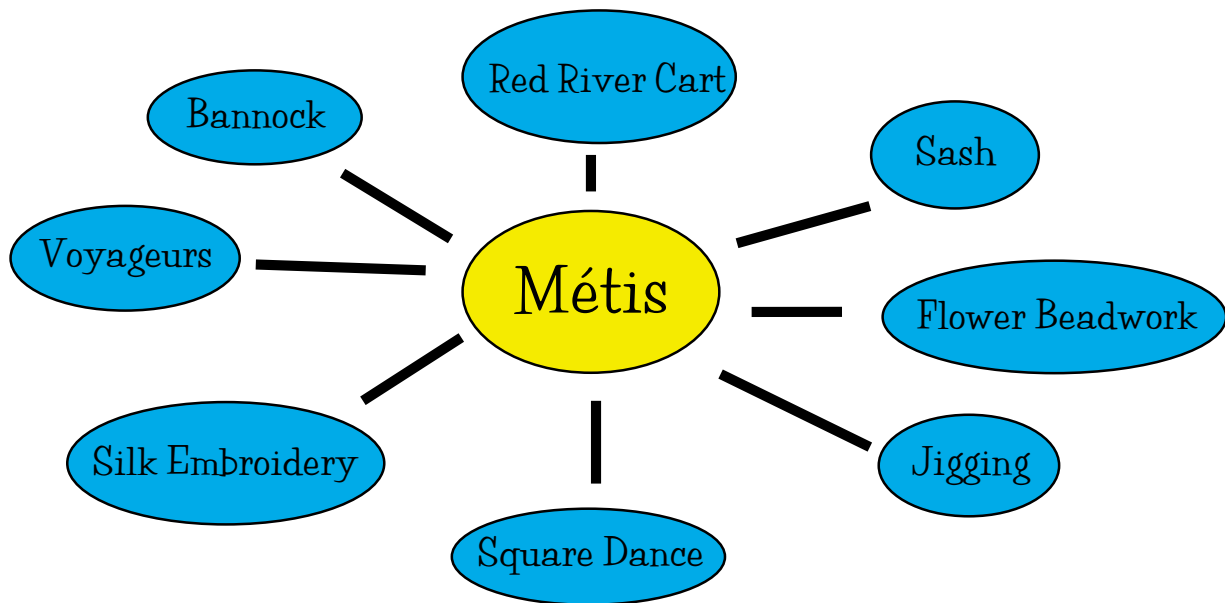 Red River Cart
Bannock
Sash
Voyageurs
Métis
Flower Beadwork
Silk Embroidery
Jigging
Square Dance